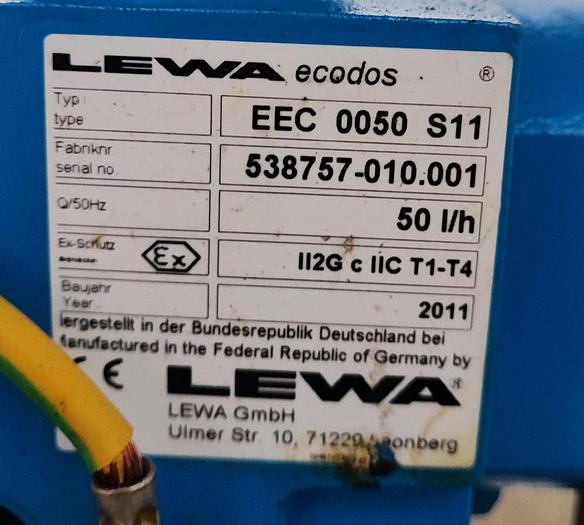 LEWA ecodos ®
Typ
type
EEC 0050 S11
Fabriknr
serial no
538757-010.001
Q/50Hz
50 l/h
Ex-Schutz
Ex
II2G c IIC T1-T4
Baujahr
Year
2011
ergestellt in der Bundesrepublik Deutschland bei
anufactured in the Federal Republic of Germany by
CE LEWA ®
LEWA GmbH
Ulmer Str. 10, 71229 Leonberg